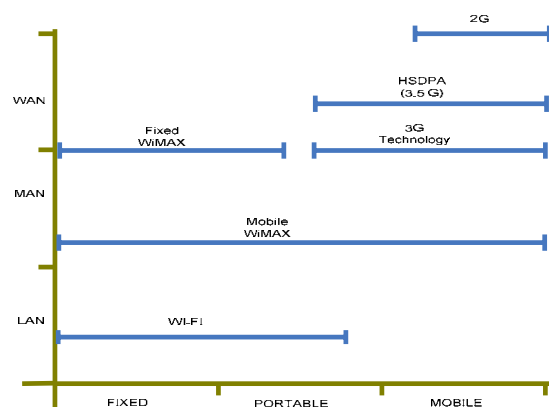 2G
HSDPA
(3.5 G)
WAN
Fixed
WiMAX
3G
Technology
MAN
Mobile
WiMAX
LAN
WI-FI
FIXED
PORTABLE
MOBILE